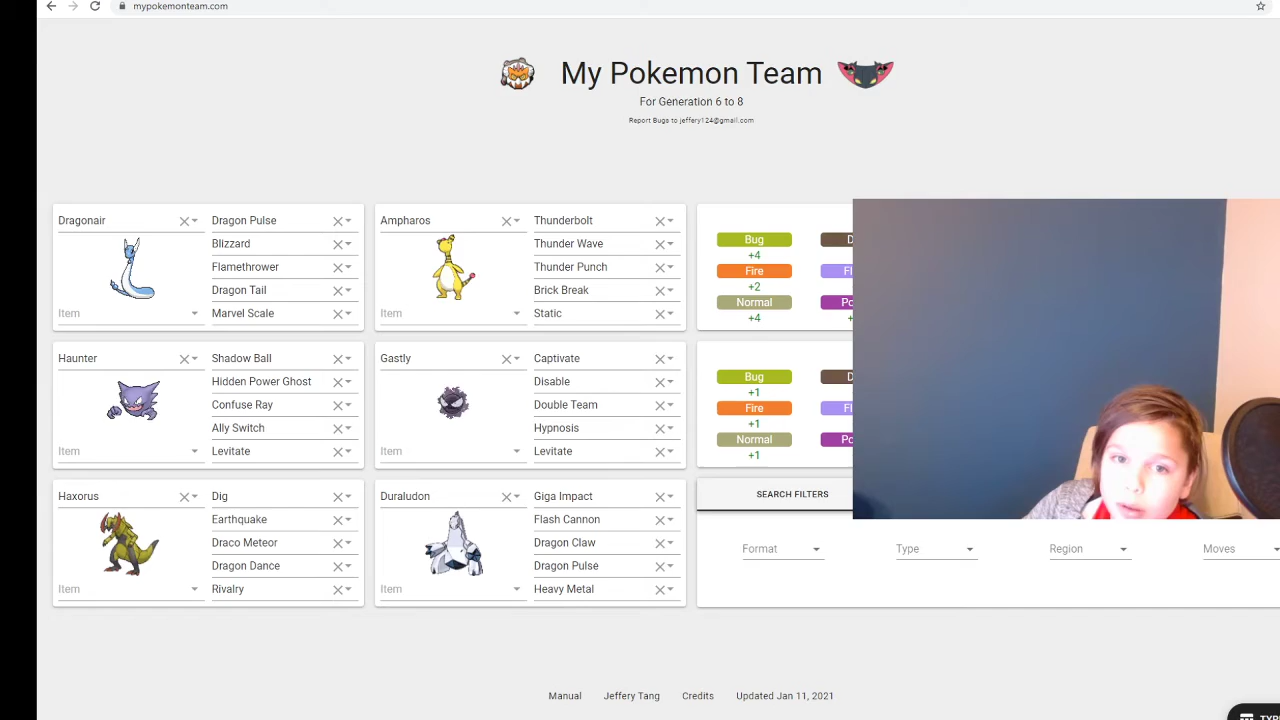 mypokemonteam.com
My Pokemon Team
For Generation 6 to 8
Report Bugs to jeffery124@gmail.com
Dragonair
Dragon Pulse
Blizzard
Flamethrower
Dragon Tail
Item
Marvel Scale
Ampharos
Thunderbolt
Thunder Wave
Thunder Punch
Brick Break
Item
Static
Bug
D
+4
Fire
Fl
+2
Normal
Po
+4
+
Haunter
Shadow Ball
Hidden Power Ghost
Confuse Ray
Ally Switch
Item
Levitate
Gastly
Captivate
Disable
Double Team
Hypnosis
Item
Levitate
Bug
D
+1
Fire
Fl
+1
Normal
Po
+1
Haxorus
Dig
Earthquake
Draco Meteor
Dragon Dance
Item
Rivalry
Duraludon
Giga Impact
Flash Cannon
Dragon Claw
Dragon Pulse
Item
Heavy Metal
SEARCH FILTERS
Format Type Region Moves
Manual Jeffery Tang Credits Updated Jan 11, 2021
TYP